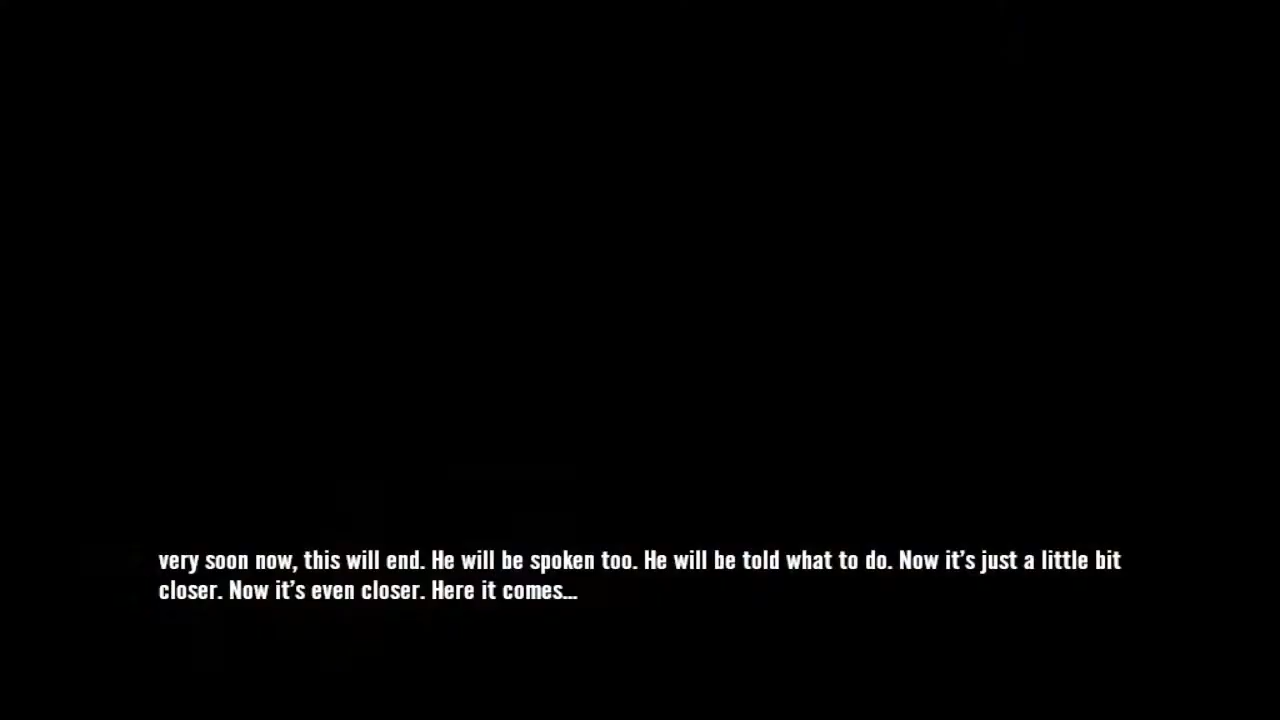 very soon now, this will end. He will be spoken too. He will be told what to do. Now it’s just a little bit
closer. Now it’s even closer. Here it comes...